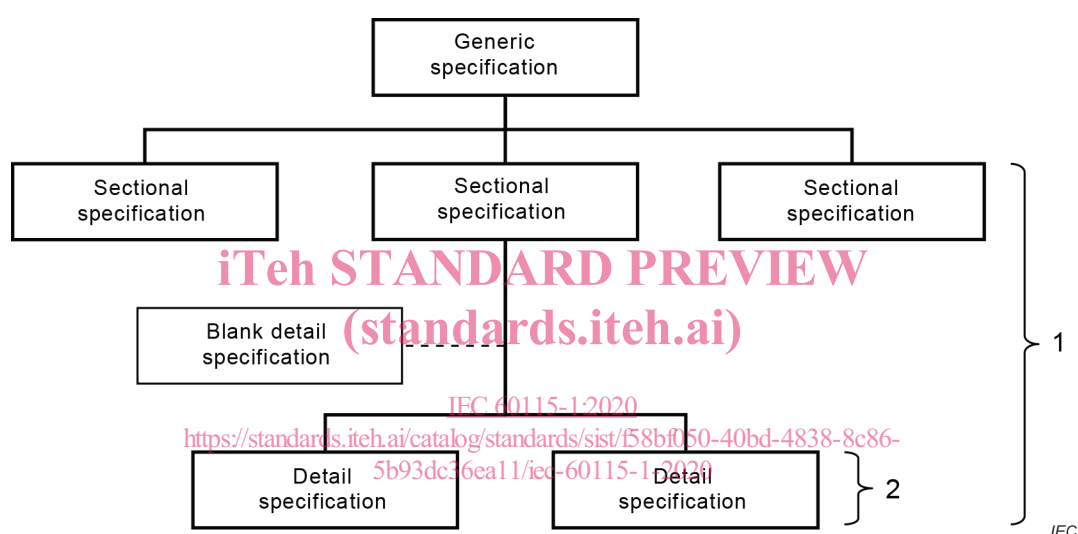 Generic
specification
Sectional
specification
Sectional
specification
Sectional
specification
iTeh STANDARD PREVIEW
(standards.iteh.ai)
Blank detail
specification
1
IEC 60115-1:2020
https://standards.iteh.ai/catalog/standards/sist/f58bf050-40bd-4838-8c86-
5b93dc36ea11/iec-60115-1-2020
Detail
specification
Detail
specification
2
IEC